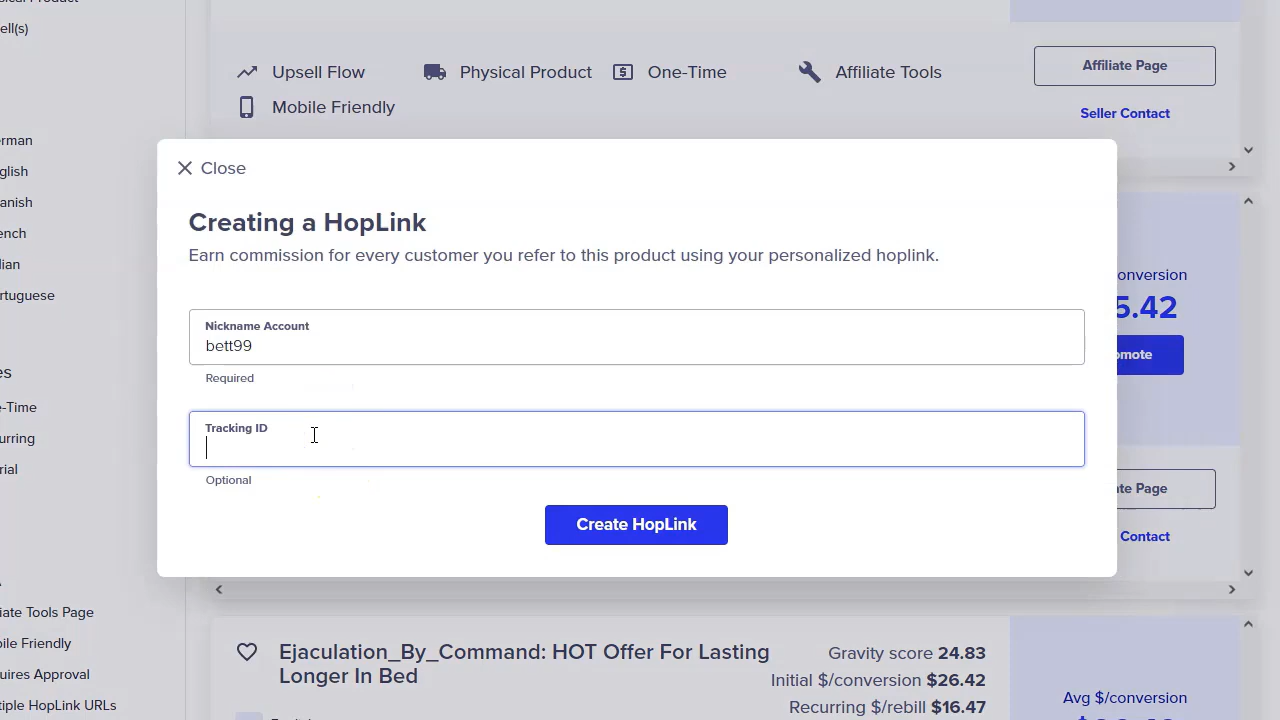 ell(s)
Upsell Flow
Physical Product
One-Time
Affiliate Tools
Mobile Friendly
Affiliate Page
Seller Contact
erman
glish
anish
ench
lian
rtuguese
es
e-Time
urring
rial
iate Tools Page
bile Friendly
uires Approval
tiple HopLink URLs
Close
Creating a HopLink
Earn commission for every customer you refer to this product using your personalized hoplink.
Nickname Account
bett99
Required
Tracking ID
Optional
Create HopLink
onversion
5.42
omote
te Page
Contact
Ejaculation_By_Command: HOT Offer For Lasting
Longer In Bed
Gravity score 24.83
Initial $/conversion $26.42
Recurring $/rebill $16.47
Avg $/conversion